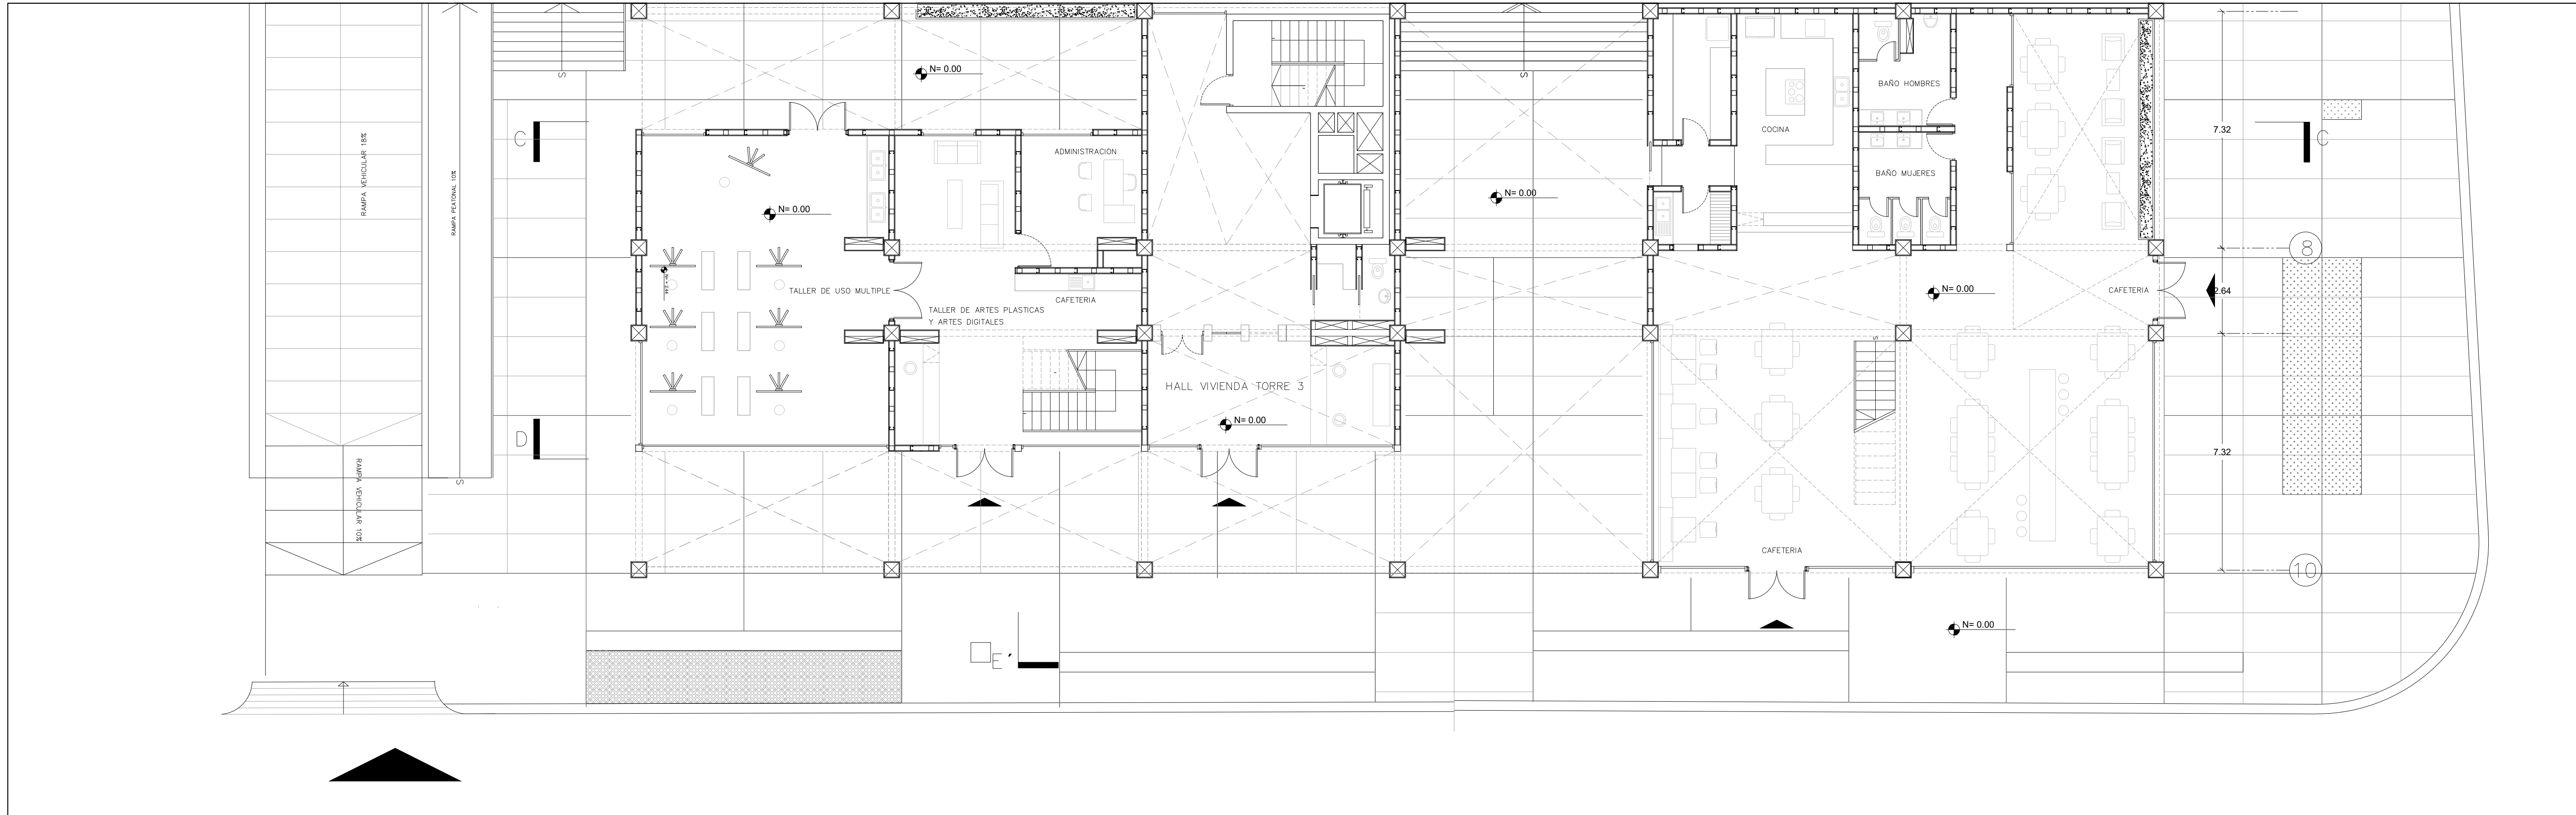 S
N= 0.00
S
BAÑO HOMBRES
C
RAMPA VEHICULAR 18%
RAMPA PEATONAL 10%
ADMINISTRACION
COCINA
7.32
C
BAÑO MUJERES
N= 0.00
N= 0.00
8
TALLER DE USO MULTIPLE
CAFETERIA
TALLER DE ARTES PLASTICAS
Y ARTES DIGITALES
N= 0.00
CAFETERIA
2.64
S
HALL VIVIENDA TORRE 3
N= 0.00
D
7.32
S
RAMPA VEHICULAR 10%
CAFETERIA
10
N= 0.00
E´